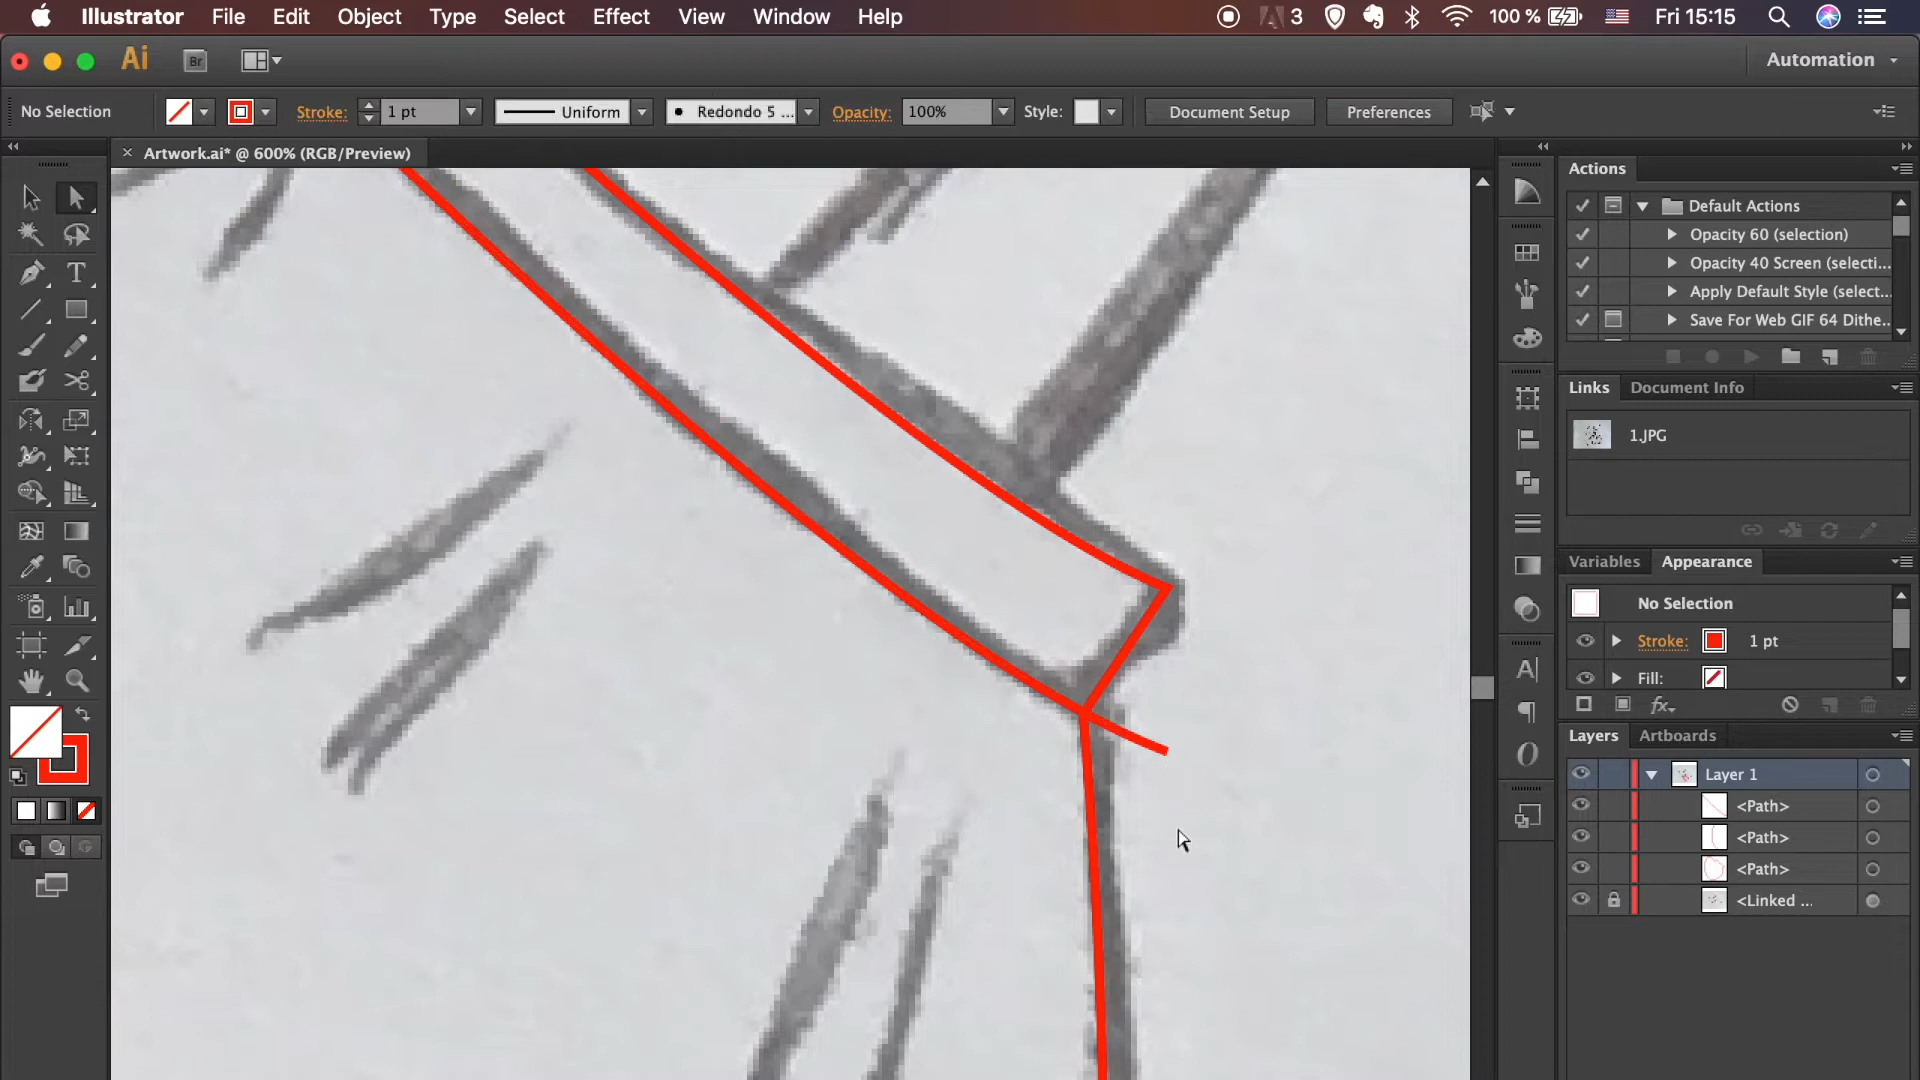 Illustrator File Edit Object Type Select Effect View Window Help 3 100 % Fri 15:15
Ai Br Automation
No Selection Stroke: 1 pt Uniform Redondo 5 ... Opacity: 100% Style: Document Setup Preferences
Artwork.ai* @ 600% (RGB/Preview)
Actions
Default Actions
Opacity 60 (selection)
Opacity 40 Screen (selecti...
Apply Default Style (select...
Save For Web GIF 64 Dithe...
Links Document Info
1.JPG
Variables Appearance
No Selection
Stroke: 1 pt
Fill:
fx
Layers Artboards
Layer 1
<Path>
<Path>
<Path>
<Linked ...